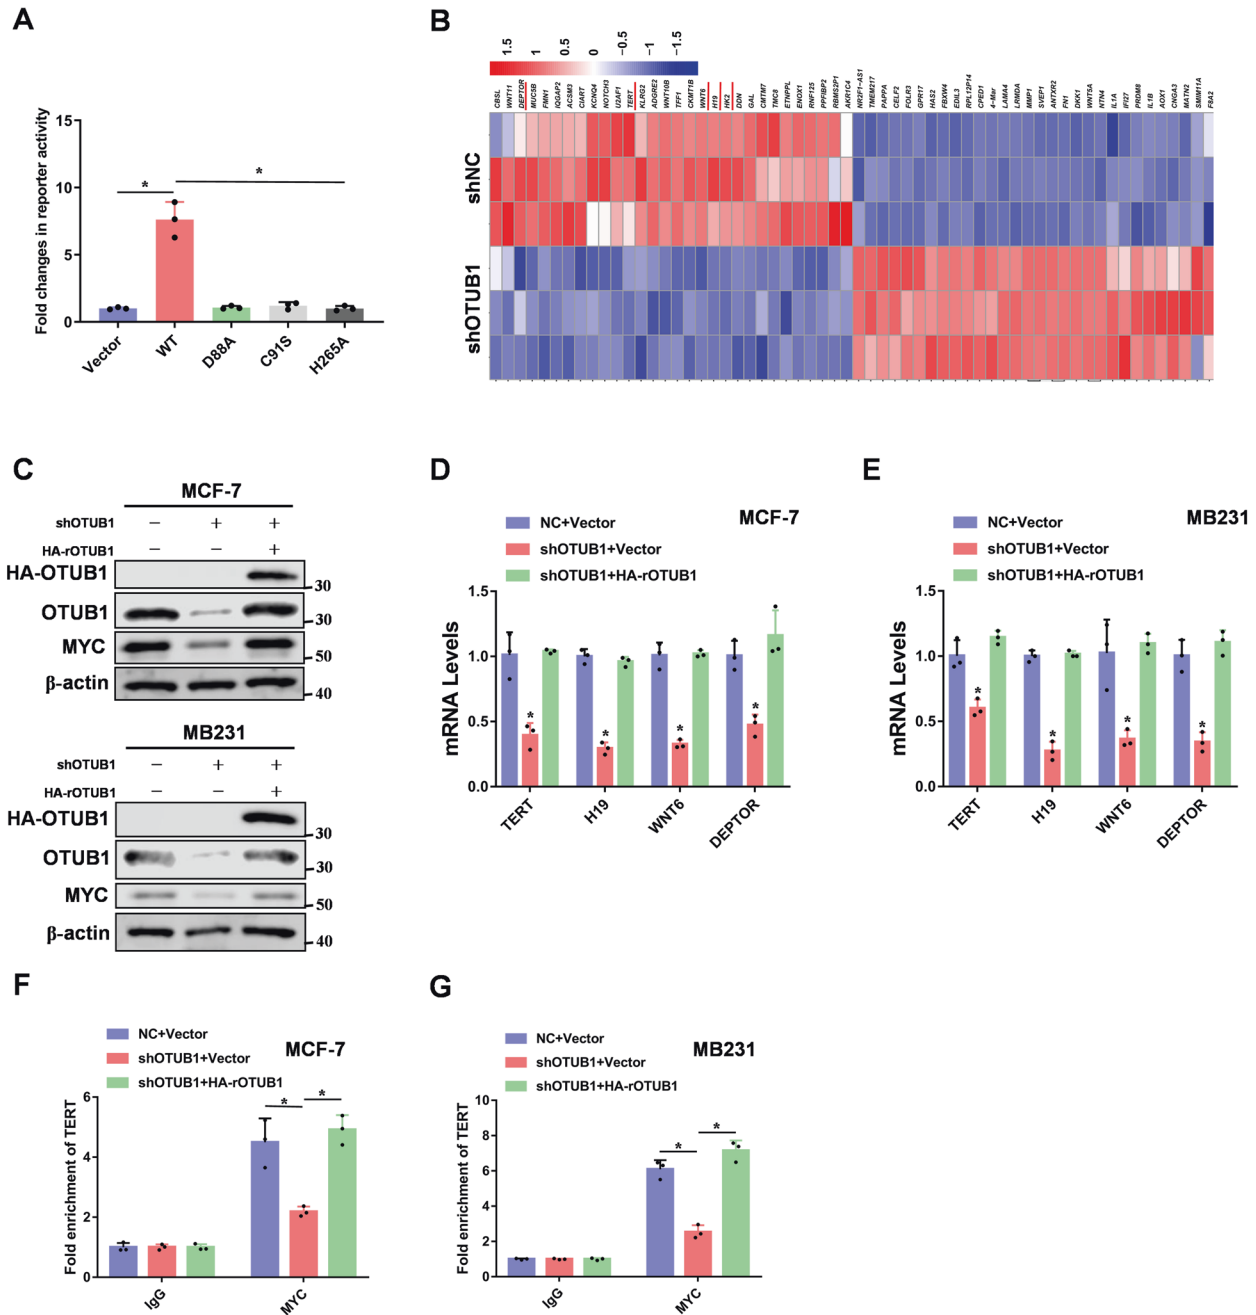 A
Fold changes in reporter activity
15
10
5
0
*
*
Vector
WT
D88A
C91S
H265A
B
1.5
1
0.5
0
−0.5
−1
−1.5
CBSL
WNT11
DEPTOR
MUC5B
FMN1
IQGAP2
ACSM3
CIART
KCNQ4
NOTCH3
U2AF1
TERT
KLRG2
ADGRE2
WNT10B
TFF1
CKMT1B
WNT6
H19
HK2
DDN
GAL
CMTM7
TMC8
ETNPPL
ENOX1
RNF125
PPFIBP2
RBMS2P1
AKR1C4
NR2F1−AS1
TMEM217
PAPPA
CELF2
FOLR3
GPR17
HAS2
FBXW4
EDIL3
RPL12P14
CPED1
4−Mar
LAMA4
LRMDA
MMP1
SVEP1
ANTXR2
FN1
DKK1
WNT5A
NTN4
IL1A
IFI27
PRDM8
IL1B
AOX1
CNGA3
MATN2
SMIM11A
F8A2
shNC
shOTUB1
C
MCF-7
shOTUB1 − + +
HA-rOTUB1 − − +
HA-OTUB1 30
OTUB1 30
MYC 50
β-actin 40
MB231
shOTUB1 − + +
HA-rOTUB1 − − +
HA-OTUB1 30
OTUB1 30
MYC 50
β-actin 40
D
NC+Vector
shOTUB1+Vector
shOTUB1+HA-rOTUB1
MCF-7
mRNA Levels
1.5
1.0
0.5
0.0
*
*
*
*
TERT
H19
WNT6
DEPTOR
E
NC+Vector
shOTUB1+Vector
shOTUB1+HA-rOTUB1
MB231
mRNA Levels
1.5
1.0
0.5
0.0
*
*
*
*
TERT
H19
WNT6
DEPTOR
F
NC+Vector
shOTUB1+Vector
shOTUB1+HA-rOTUB1
MCF-7
Fold enrichment of TERT
6
4
2
0
*
*
IgG
MYC
G
NC+Vector
shOTUB1+Vector
shOTUB1+HA-rOTUB1
MB231
Fold enrichment of TERT
10
8
6
4
2
0
*
*
IgG
MYC